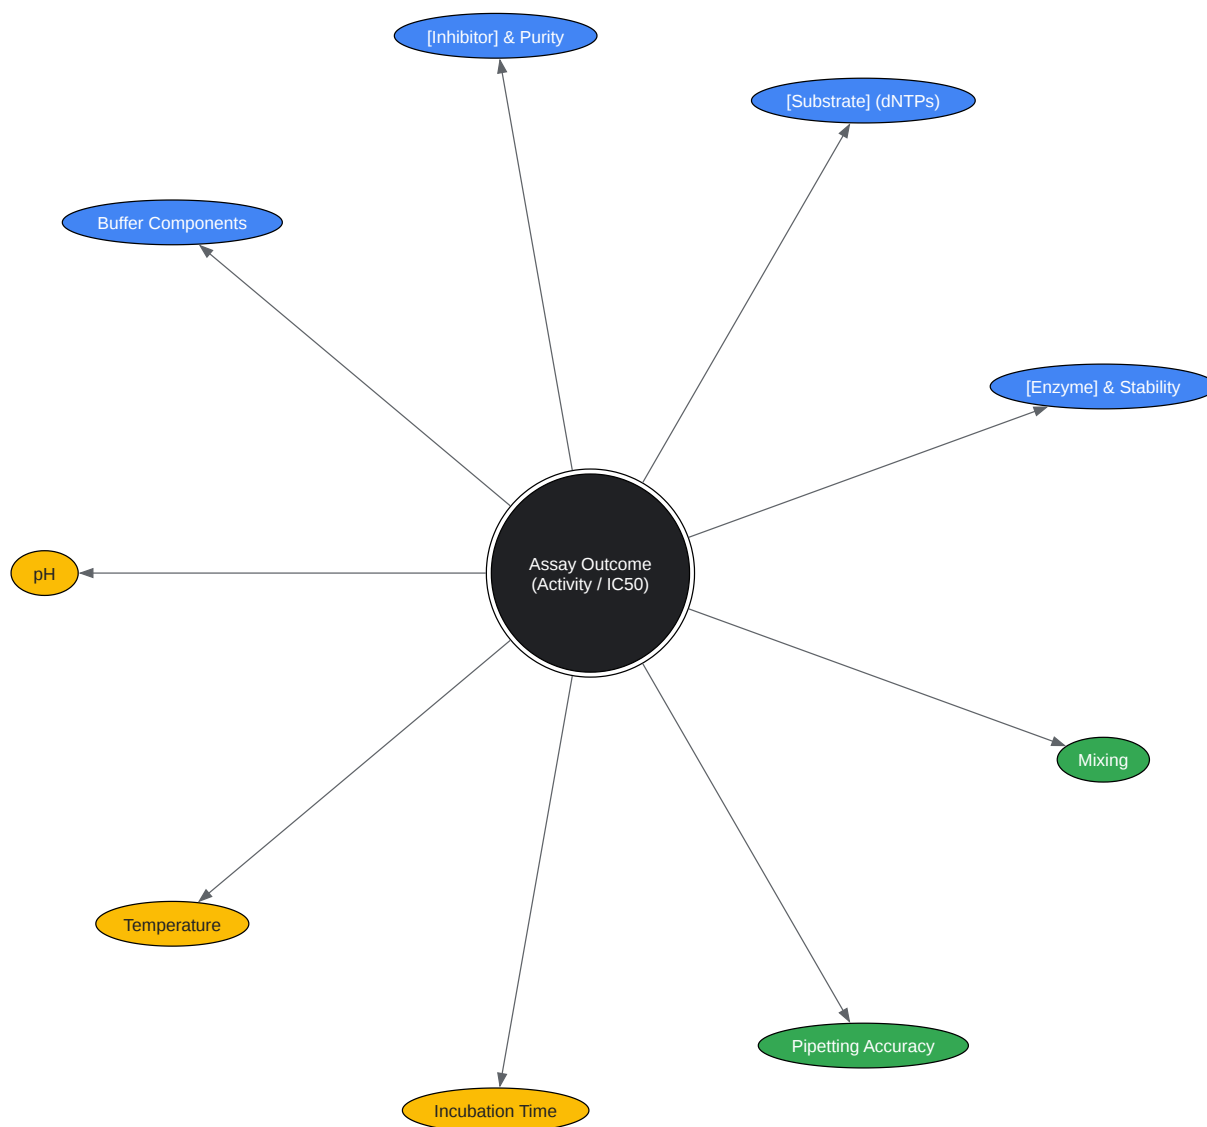 [Inhibitor] & Purity
[Substrate] (dNTPs)
Buffer Components
[Enzyme] & Stability
Assay Outcome
(Activity / IC50)
pH
Mixing
Temperature
Pipetting Accuracy
Incubation Time